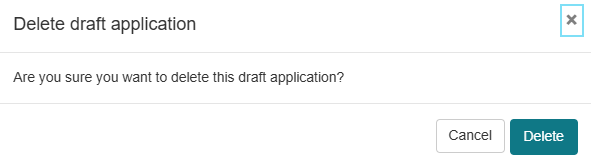 Delete draft application
Are you sure you want to delete this draft application?
Cancel Delete